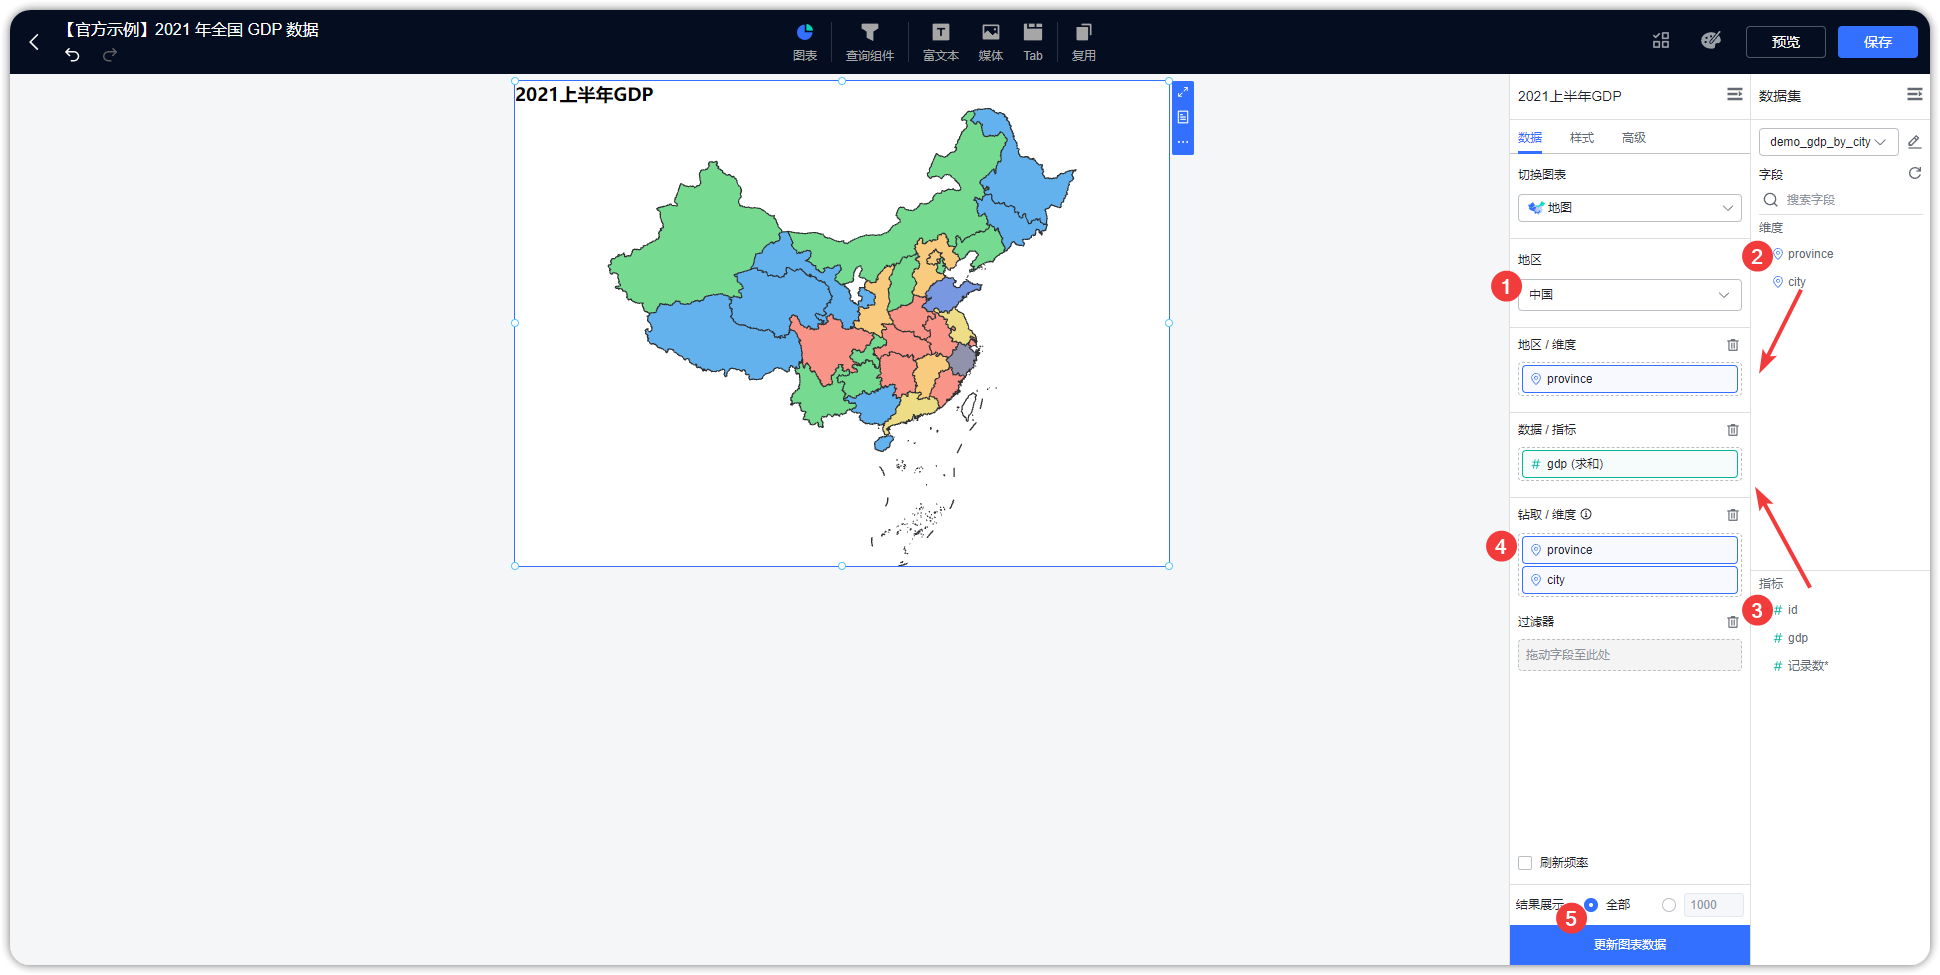 【官方示例】2021 年全国 GDP 数据
图表
查询组件
富文本
媒体
Tab
复用
预览
保存
2021上半年GDP
2021上半年GDP
数据
样式
高级
切换图表
地图
地区
1
中国
地区 / 维度
province
数据 / 指标
# gdp (求和)
钻取 / 维度
4
province
city
过滤器
拖动字段至此处
刷新频率
结果展示
全部
1000
5
更新图表数据
数据集
demo_gdp_by_city
字段
搜索字段
维度
2
province
city
指标
3
# id
# gdp
# 记录数*